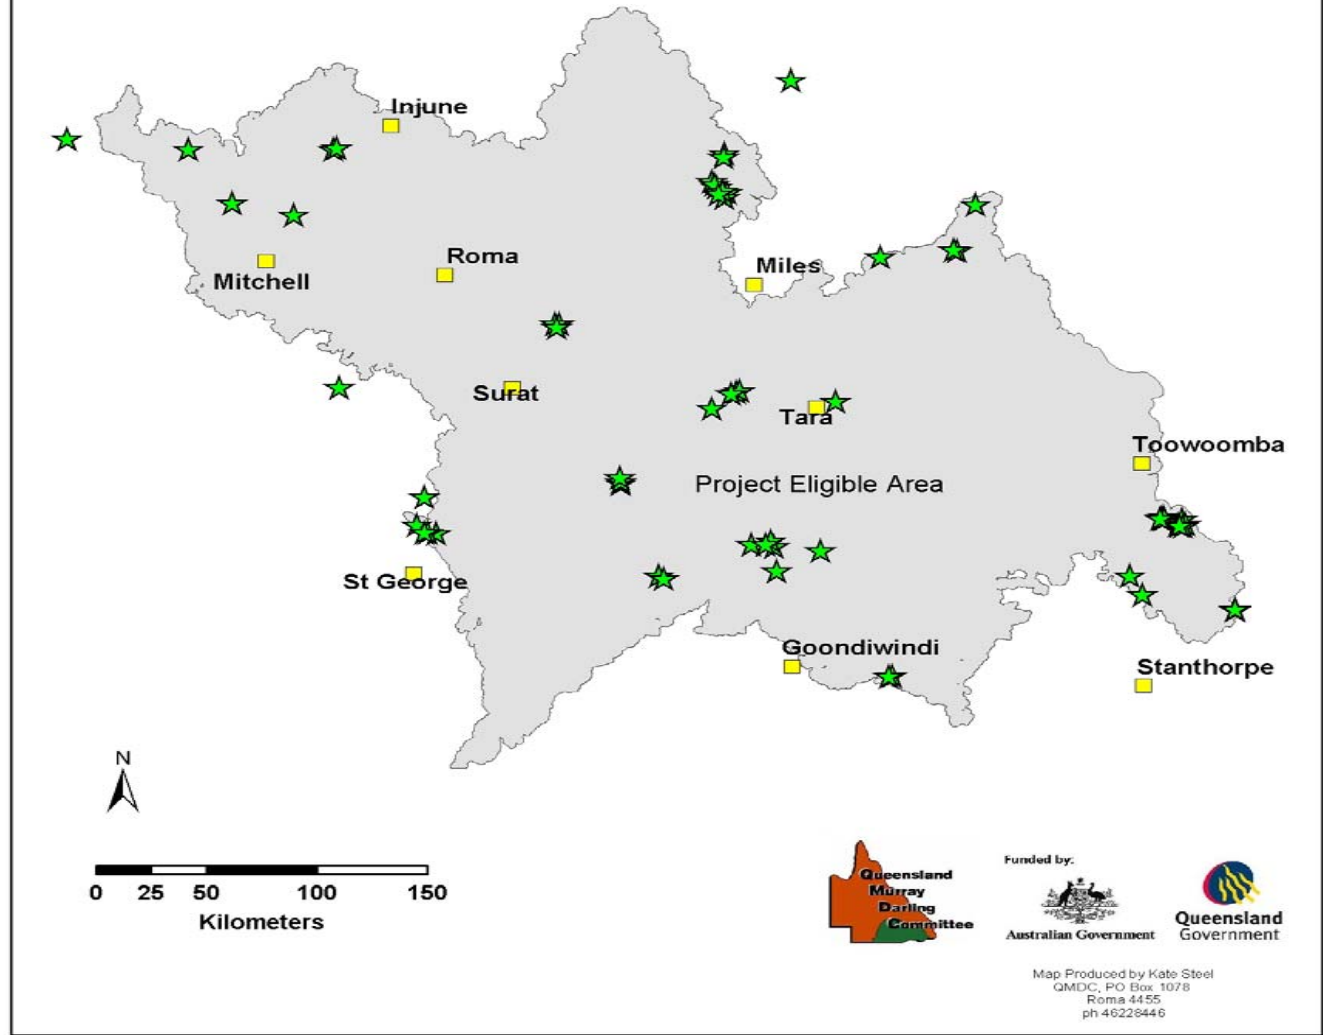 Injune
Roma
Miles
Mitchell
Surat
Tara
Toowoomba
Project Eligible Area
St George
Goondiwindi
Stanthorpe
N
0 25 50 100 150
Kilometers
Queensland
Murray
Darling
Committee
Funded by:
Australian Government
Queensland
Government
Map Produced by Kate Steel
QMDC, PO Box 1078
Roma 4455
ph 46228446